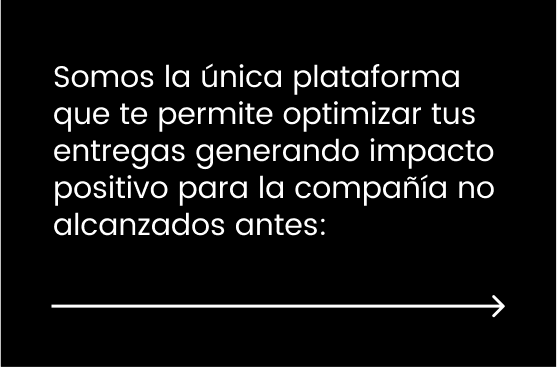 Somos la única plataforma
que te permite optimizar tus
entregas generando impacto
positivo para la compañía no
alcanzados antes: